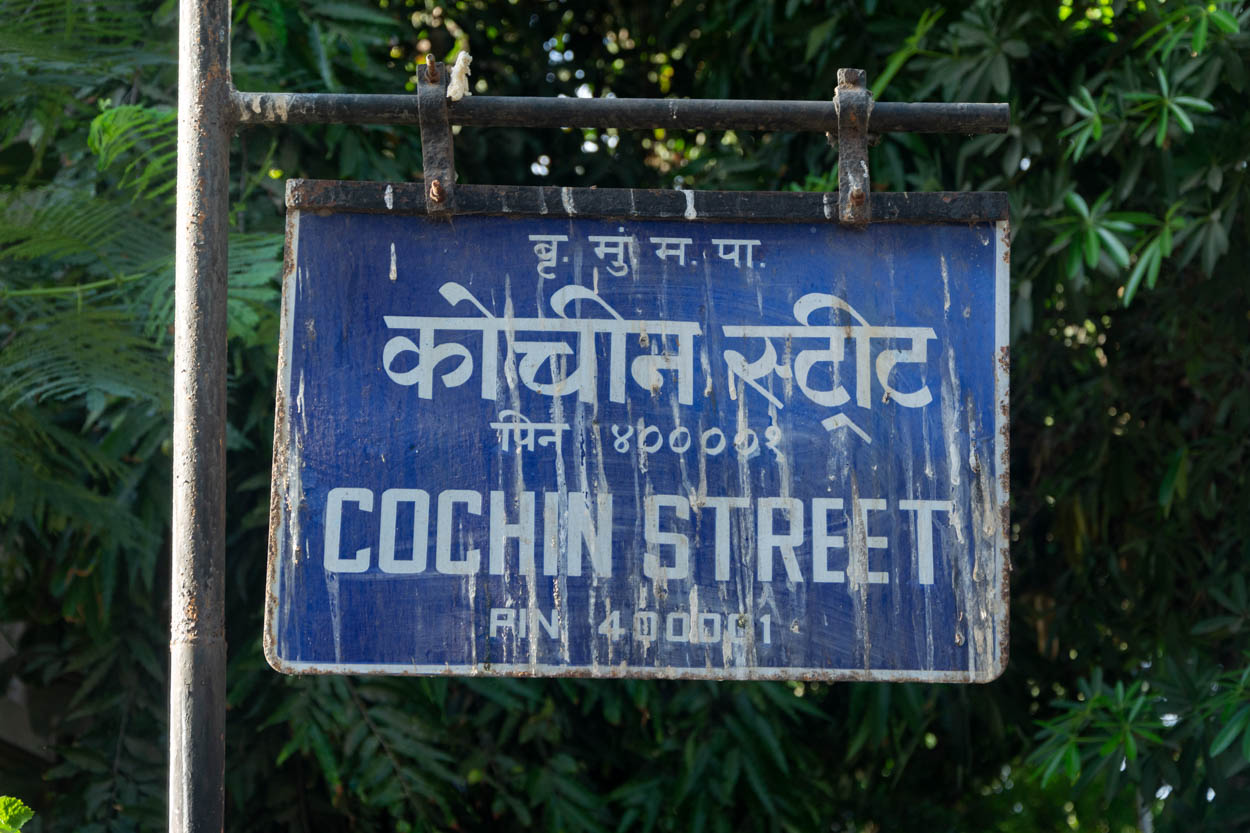 बृ. मुं. म. पा.
कोचीन स्ट्रीट
पिन ४००००१
COCHIN STREET
PIN 400001